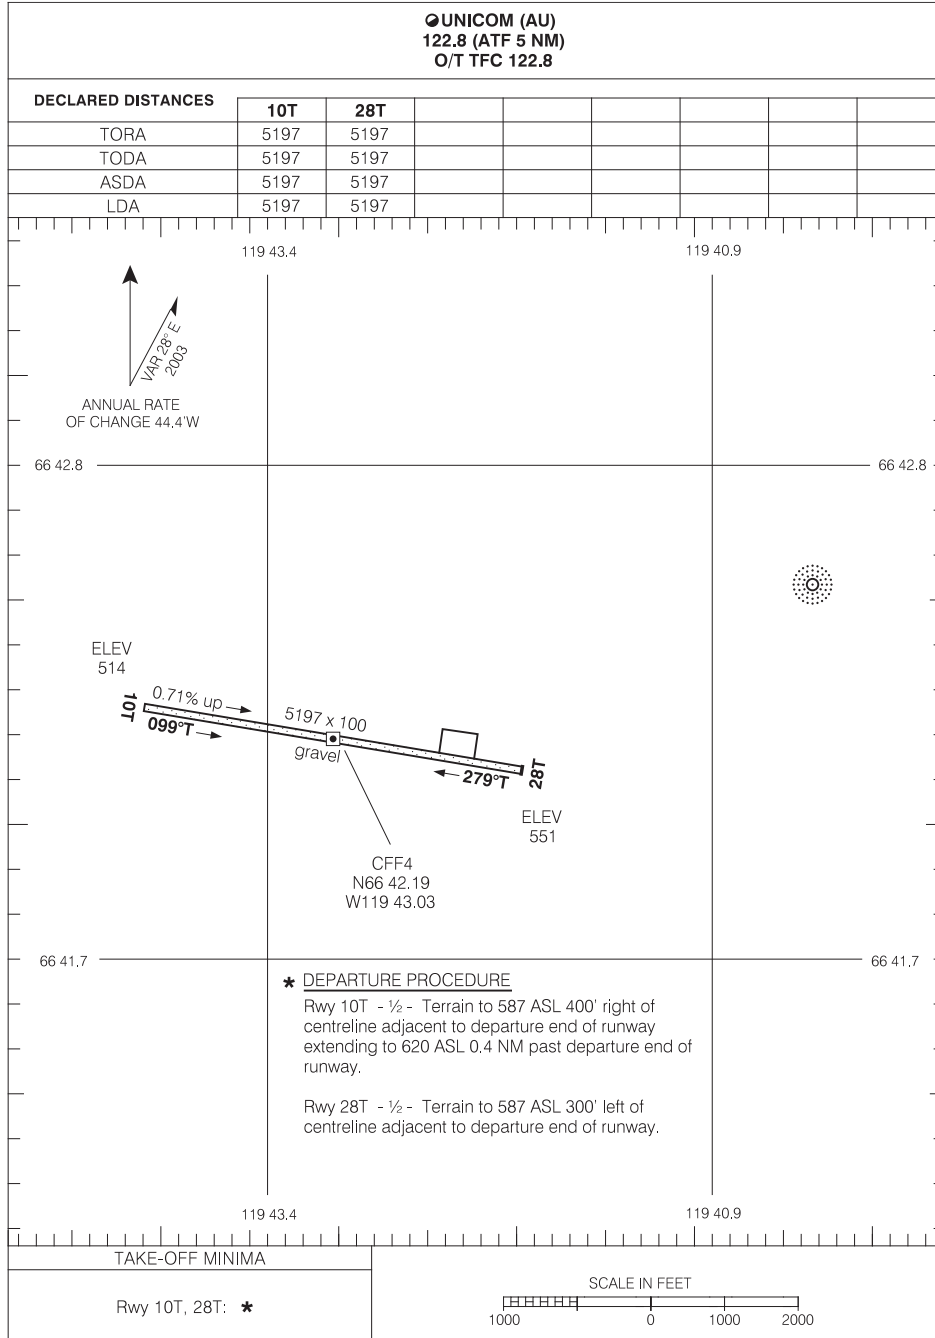 UNICOM (AU)
122.8 (ATF 5 NM)
O/T TFC 122.8
DECLARED DISTANCES
10T 28T
TORA 5197 5197
TODA 5197 5197
ASDA 5197 5197
LDA 5197 5197
119 43.4 119 40.9
VAR 28° E
2003
ANNUAL RATE
OF CHANGE 44.4'W
66 42.8 66 42.8
ELEV
514
10T
0.71% up
099°T
5197 x 100
gravel
279°T
28T
ELEV
551
CFF4
N66 42.19
W119 43.03
66 41.7 66 41.7
* DEPARTURE PROCEDURE
Rwy 10T - ½ - Terrain to 587 ASL 400' right of
centreline adjacent to departure end of runway
extending to 620 ASL 0.4 NM past departure end of
runway.
Rwy 28T - ½ - Terrain to 587 ASL 300' left of
centreline adjacent to departure end of runway.
119 43.4 119 40.9
TAKE-OFF MINIMA
Rwy 10T, 28T: *
SCALE IN FEET
1000 0 1000 2000